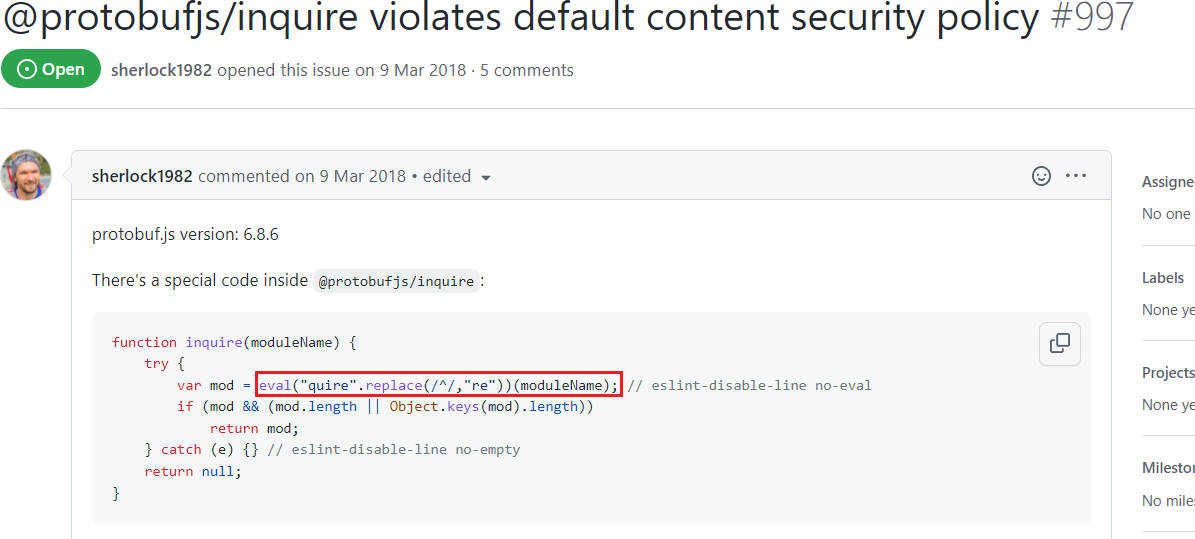 @protobufjs/inquire violates default content security policy #997
Open sherlock1982 opened this issue on 9 Mar 2018 · 5 comments
sherlock1982 commented on 9 Mar 2018 • edited
protobuf.js version: 6.8.6
There's a special code inside @protobufjs/inquire:
function inquire(moduleName) {
try {
var mod = eval("quire".replace(/^/,"re"))(moduleName); // eslint-disable-line no-eval
if (mod && (mod.length || Object.keys(mod).length))
return mod;
} catch (e) {} // eslint-disable-line no-empty
return null;
}
Assigne
No one
Labels
None ye
Projects
None ye
Milesto
No miles